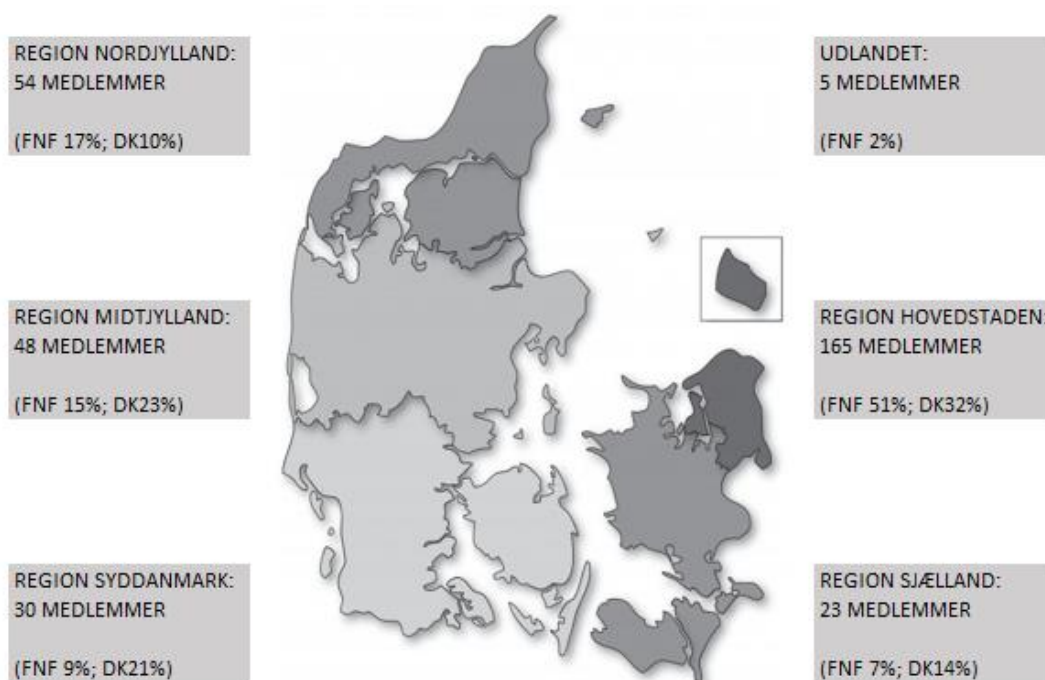 REGION NORDJYLLAND:
54 MEDLEMMER
(FNF 17%; DK10%)
UDLANDET:
5 MEDLEMMER
(FNF 2%)
REGION MIDTJYLLAND:
48 MEDLEMMER
(FNF 15%; DK23%)
REGION HOVEDSTADEN:
165 MEDLEMMER
(FNF 51%; DK32%)
REGION SYDDANMARK:
30 MEDLEMMER
(FNF 9%; DK21%)
REGION SJÆLLAND:
23 MEDLEMMER
(FNF 7%; DK14%)